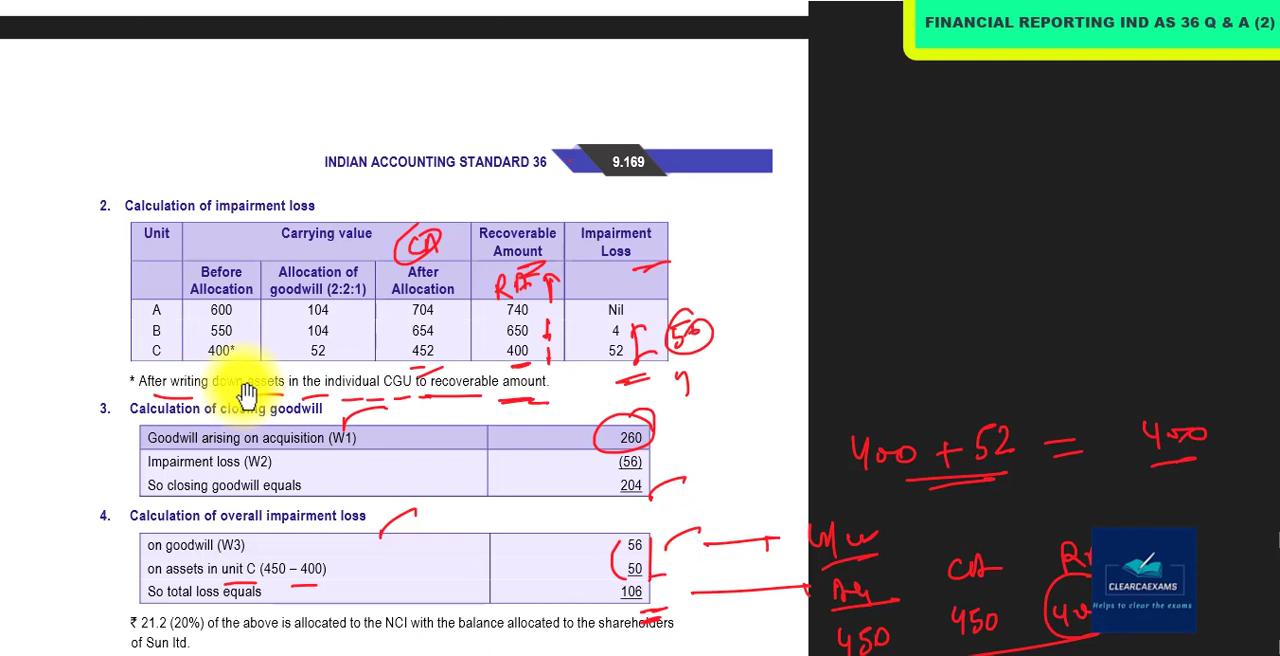 FINANCIAL REPORTING IND AS 36 Q & A (2)
INDIAN ACCOUNTING STANDARD 36 9.169
2. Calculation of impairment loss
Unit Carrying value Recoverable Amount Impairment Loss
CA
Before Allocation Allocation of goodwill (2:2:1) After Allocation
A 600 104 704 740 Nil
B 550 104 654 650 4
C 400* 52 452 400 52
56
* After writing down assets in the individual CGU to recoverable amount.
3. Calculation of closing goodwill
Goodwill arising on acquisition (W1) 260
Impairment loss (W2) (56)
So closing goodwill equals 204
400 + 52 =
4. Calculation of overall impairment loss
on goodwill (W3) 56
on assets in unit C (450 – 400) 50
So total loss equals 106
CA
450 450
CLEARCAEXAMS
Helps to clear the exams
₹ 21.2 (20%) of the above is allocated to the NCI with the balance allocated to the shareholders
of Sun ltd.